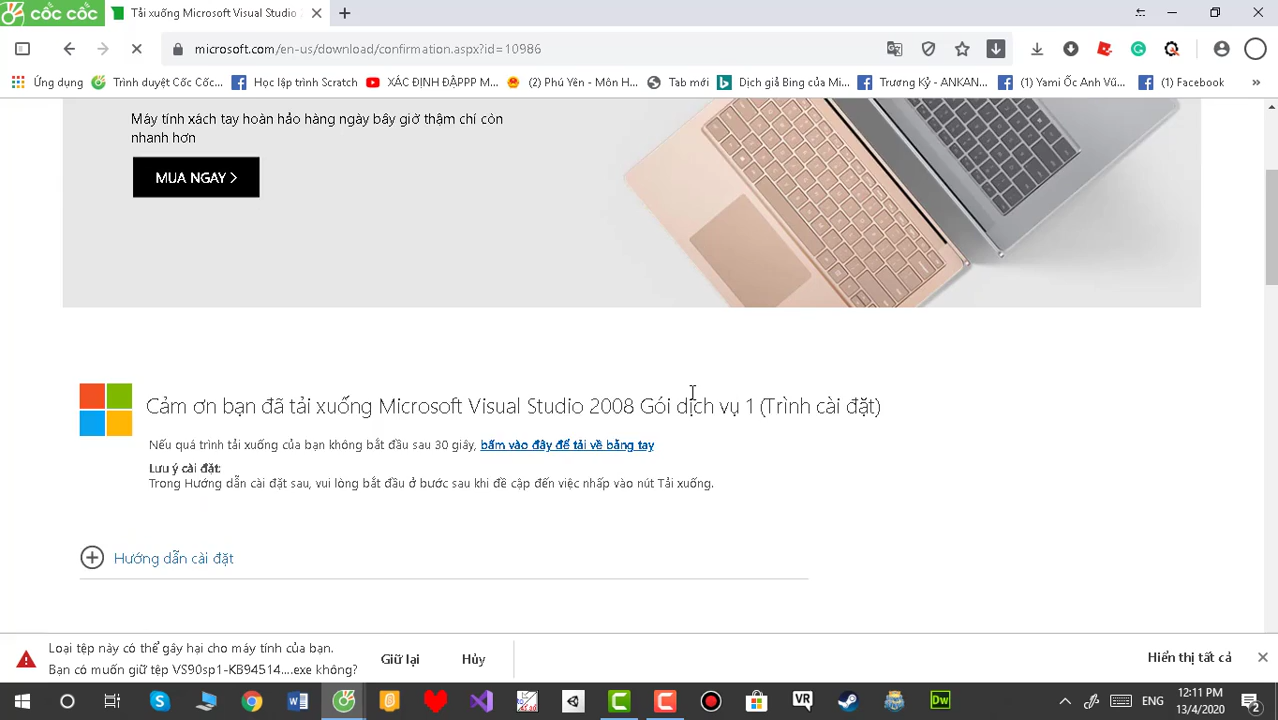 cốc cốc
Tải xuống Microsoft Visual Studio
microsoft.com/en-us/download/confirmation.aspx?id=10986
Ứng dụng
Trình duyệt Cốc Cốc...
Học lập trình Scratch
XÁC ĐỊNH ĐẬPPP M...
(2) Phú Yên - Môn H...
Tab mới
Dịch giả Bing của Mi...
Trương Kỷ - ANKAN...
(1) Yami Ốc Anh Vũ...
(1) Facebook
»
Máy tính xách tay hoàn hảo hàng ngày bây giờ thậm chí còn
nhanh hơn
MUA NGAY >
Cảm ơn bạn đã tải xuống Microsoft Visual Studio 2008 Gói dịch vụ 1 (Trình cài đặt)
Nếu quá trình tải xuống của bạn không bắt đầu sau 30 giây, bấm vào đây để tải về bằng tay
Lưu ý cài đặt:
Trong Hướng dẫn cài đặt sau, vui lòng bắt đầu ở bước sau khi đề cập đến việc nhấp vào nút Tải xuống.
Hướng dẫn cài đặt
Loại tệp này có thể gây hại cho máy tính của bạn.
Bạn có muốn giữ tệp VS90sp1-KB94514....exe không?
Giữ lại
Hủy
Hiển thị tất cả
VR
Dw
ENG
12:11 PM
13/4/2020
2